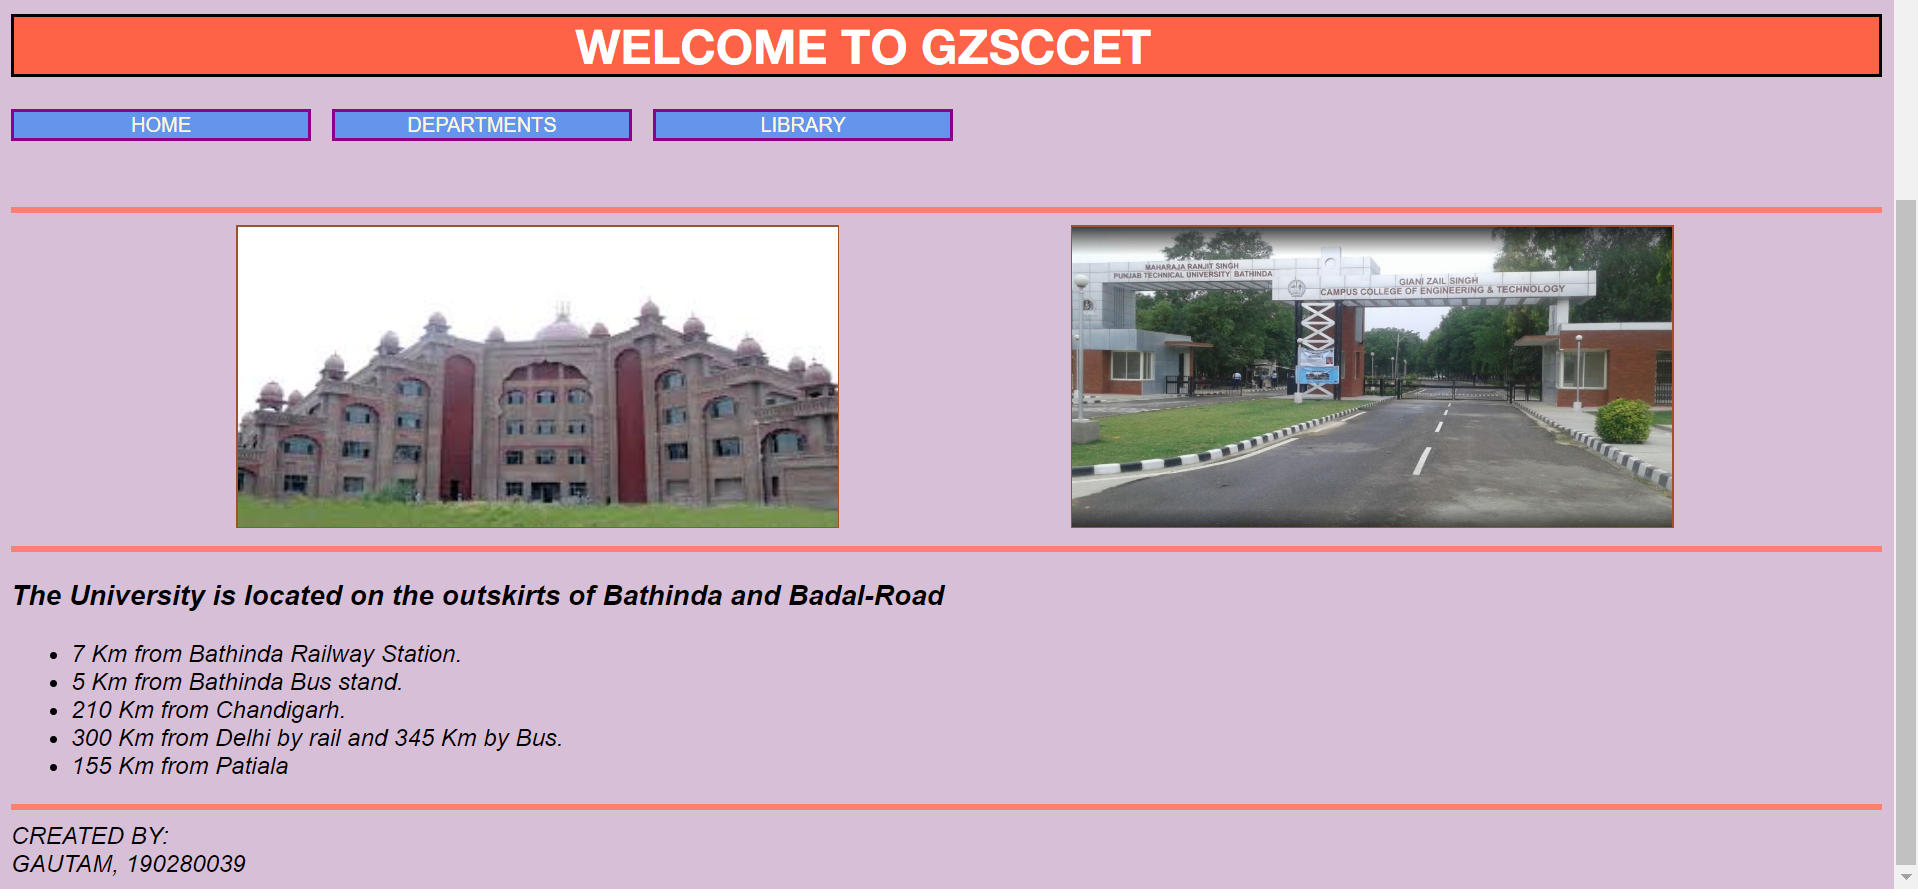 WELCOME TO GZSCCET
HOME
DEPARTMENTS
LIBRARY
MAHARAJA RANJIT SINGH
PUNJAB TECHNICAL UNIVERSITY BATHINDA
GIANI ZAIL SINGH
CAMPUS COLLEGE OF ENGINEERING & TECHNOLOGY
The University is located on the outskirts of Bathinda and Badal-Road
7 Km from Bathinda Railway Station.
5 Km from Bathinda Bus stand.
210 Km from Chandigarh.
300 Km from Delhi by rail and 345 Km by Bus.
155 Km from Patiala
CREATED BY:
GAUTAM, 190280039